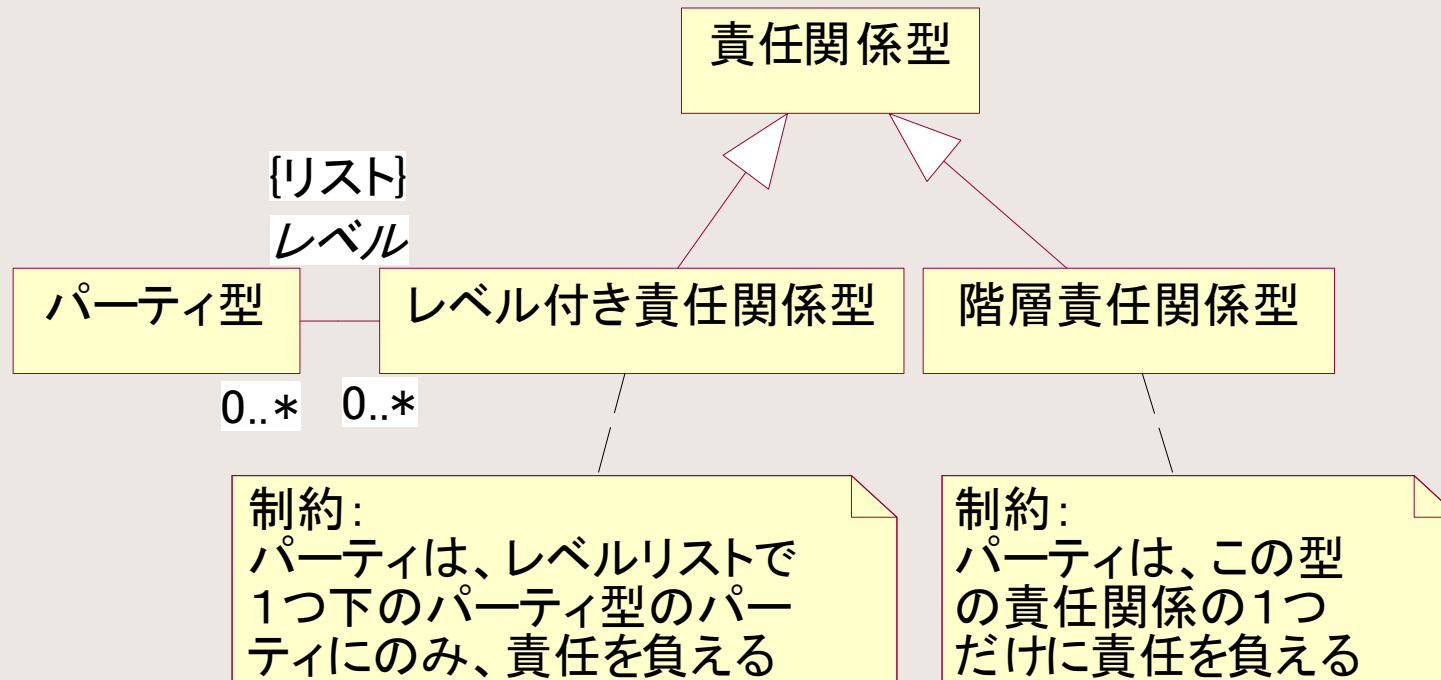 責任関係型
{リスト}
レベル
パーティ型
レベル付き責任関係型
階層責任関係型
0..*
0..*
制約:
パーティは、レベルリストで
1つ下のパーティ型のパー
ティにのみ、責任を負える
制約:
パーティは、この型
の責任関係の1つ
だけに責任を負える